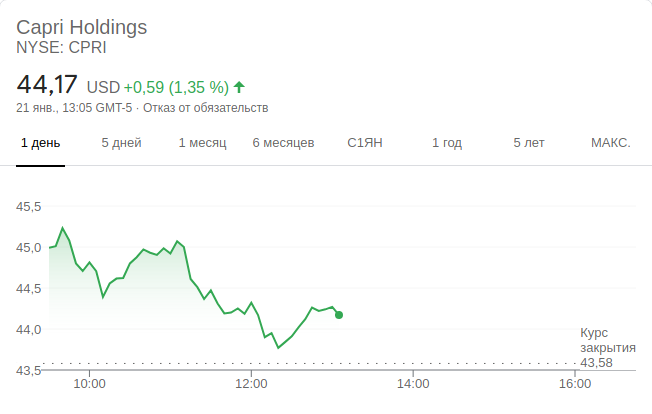 Capri Holdings
NYSE: CPRI
44,17 USD +0,59 (1,35 %)
21 янв., 13:05 GMT-5 · Отказ от обязательств
1 день 5 дней 1 месяц 6 месяцев С1ЯН 1 год 5 лет МАКС.
45,5
45,0
44,5
44,0
Курс
закрытия
43,58
43,5
10:00 12:00 14:00 16:00